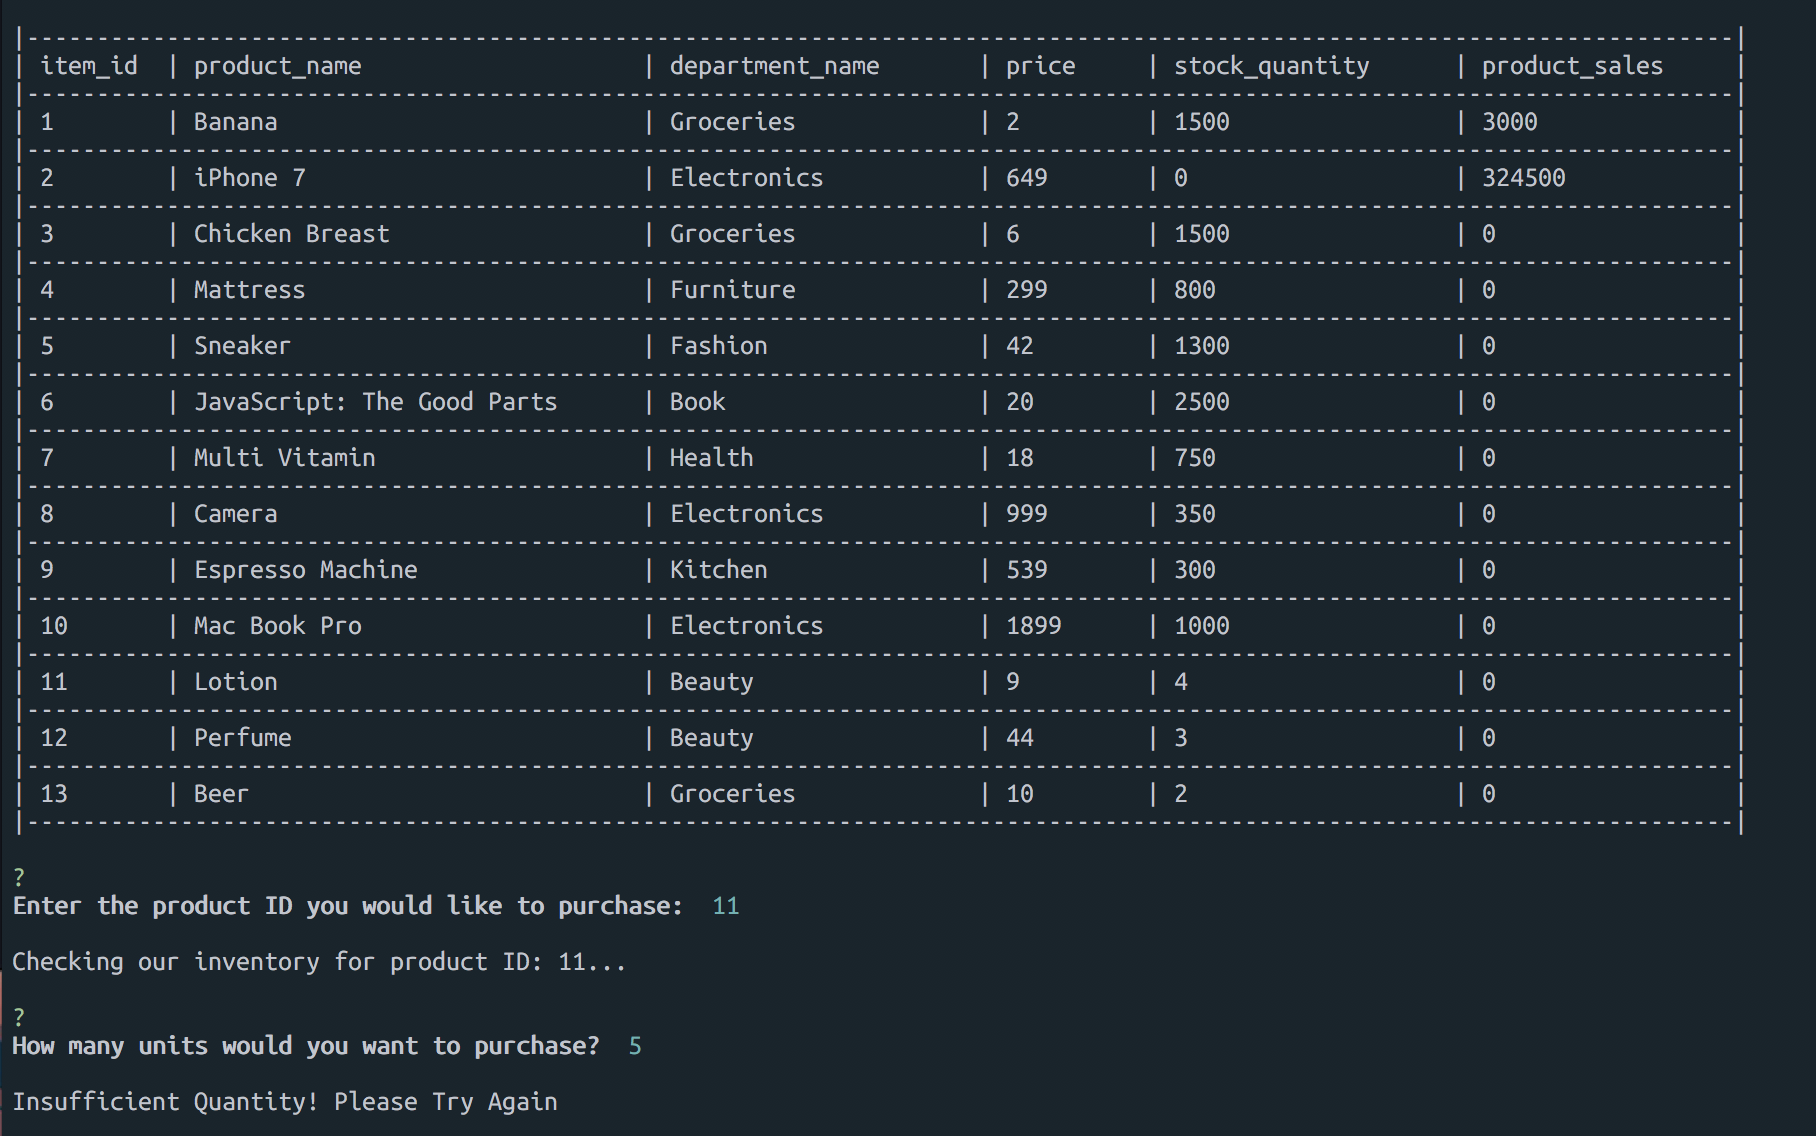 |--------------------------------------------------------------------------------------------------------------------------|
| item_id | product_name | department_name | price | stock_quantity | product_sales |
|--------------------------------------------------------------------------------------------------------------------------|
| 1 | Banana | Groceries | 2 | 1500 | 3000 |
|--------------------------------------------------------------------------------------------------------------------------|
| 2 | iPhone 7 | Electronics | 649 | 0 | 324500 |
|--------------------------------------------------------------------------------------------------------------------------|
| 3 | Chicken Breast | Groceries | 6 | 1500 | 0 |
|--------------------------------------------------------------------------------------------------------------------------|
| 4 | Mattress | Furniture | 299 | 800 | 0 |
|--------------------------------------------------------------------------------------------------------------------------|
| 5 | Sneaker | Fashion | 42 | 1300 | 0 |
|--------------------------------------------------------------------------------------------------------------------------|
| 6 | JavaScript: The Good Parts | Book | 20 | 2500 | 0 |
|--------------------------------------------------------------------------------------------------------------------------|
| 7 | Multi Vitamin | Health | 18 | 750 | 0 |
|--------------------------------------------------------------------------------------------------------------------------|
| 8 | Camera | Electronics | 999 | 350 | 0 |
|--------------------------------------------------------------------------------------------------------------------------|
| 9 | Espresso Machine | Kitchen | 539 | 300 | 0 |
|--------------------------------------------------------------------------------------------------------------------------|
| 10 | Mac Book Pro | Electronics | 1899 | 1000 | 0 |
|--------------------------------------------------------------------------------------------------------------------------|
| 11 | Lotion | Beauty | 9 | 4 | 0 |
|--------------------------------------------------------------------------------------------------------------------------|
| 12 | Perfume | Beauty | 44 | 3 | 0 |
|--------------------------------------------------------------------------------------------------------------------------|
| 13 | Beer | Groceries | 10 | 2 | 0 |
|--------------------------------------------------------------------------------------------------------------------------|
?
Enter the product ID you would like to purchase: 11
Checking our inventory for product ID: 11...
?
How many units would you want to purchase? 5
Insufficient Quantity! Please Try Again